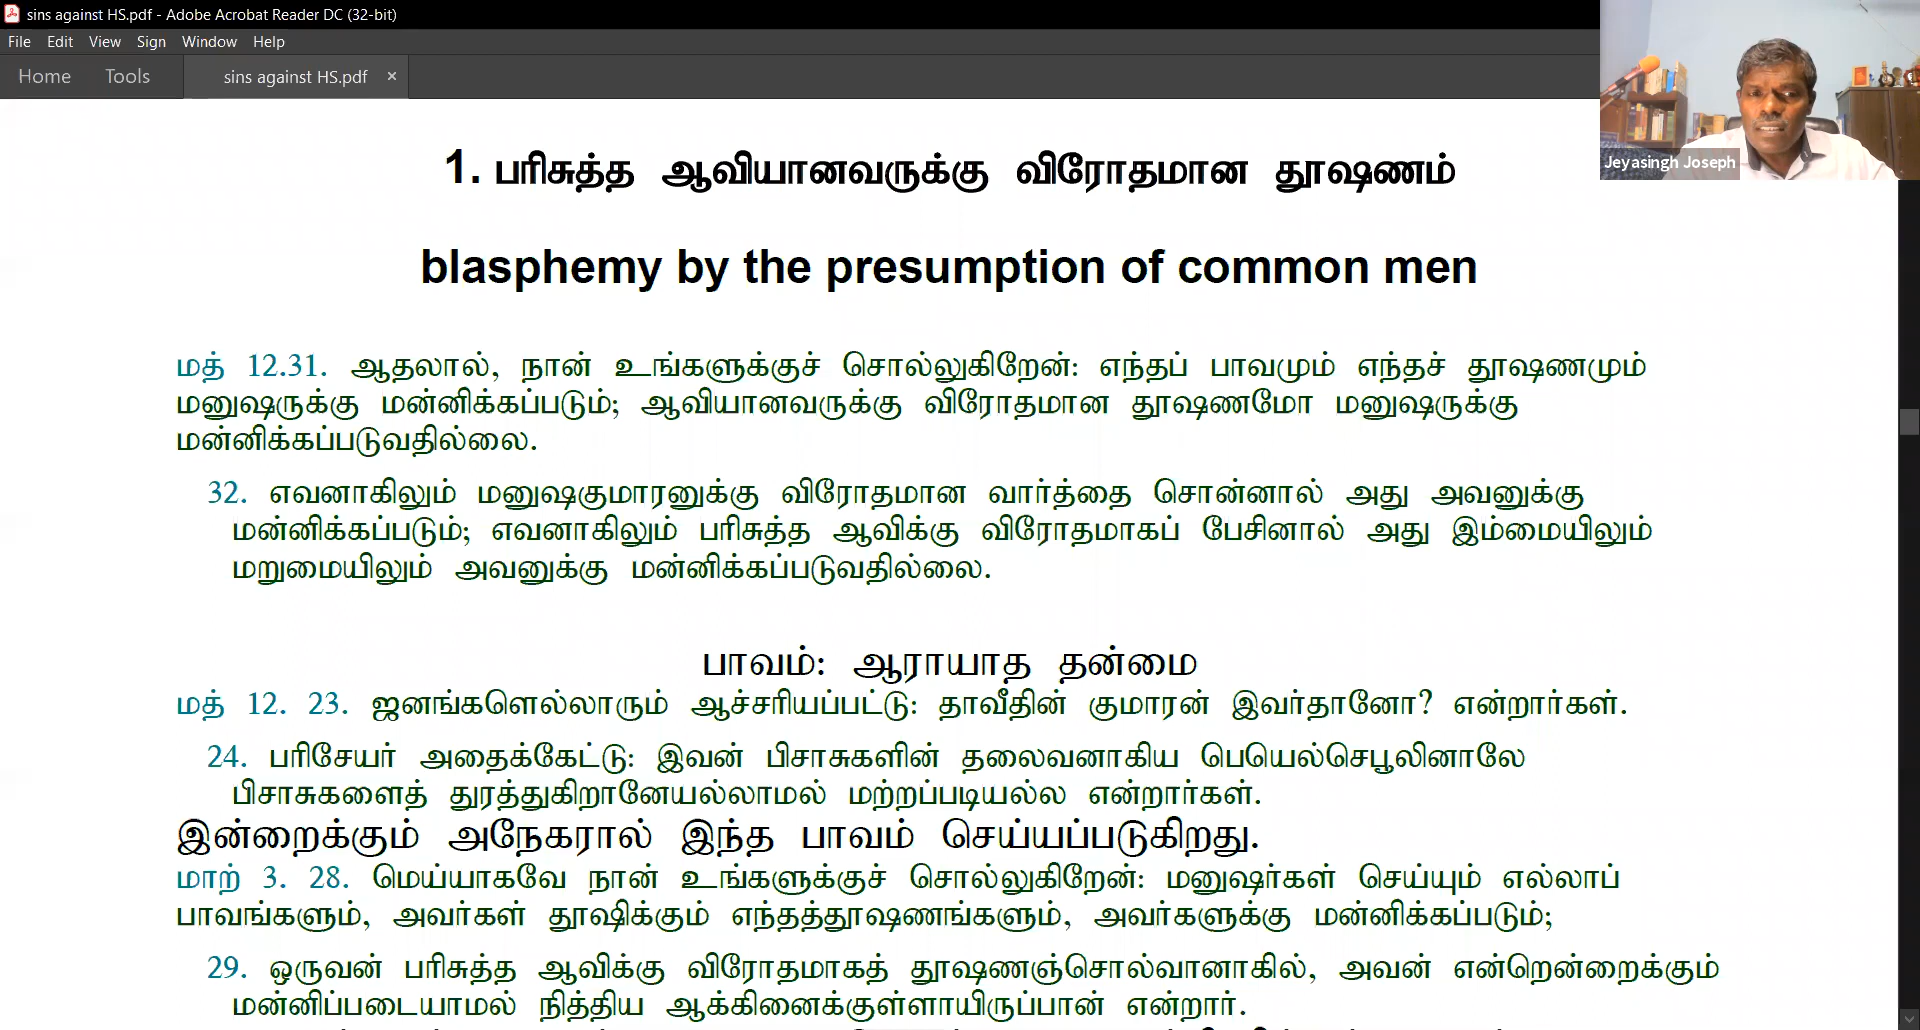 sins against HS.pdf - Adobe Acrobat Reader DC (32-bit)
File Edit View Sign Window Help
Home Tools sins against HS.pdf ×
Jeyasingh Joseph
1. பரிசுத்த ஆவியானவருக்கு விரோதமான தூஷணம்
blasphemy by the presumption of common men
மத் 12.31. ஆதலால், நான் உங்களுக்குச் சொல்லுகிறேன்: எந்தப் பாவமும் எந்தச் தூஷணமும்
மனுஷருக்கு மன்னிக்கப்படும்; ஆவியானவருக்கு விரோதமான தூஷணமோ மனுஷருக்கு
மன்னிக்கப்படுவதில்லை.
32. எவனாகிலும் மனுஷகுமாரனுக்கு விரோதமான வார்த்தை சொன்னால் அது அவனுக்கு
மன்னிக்கப்படும்; எவனாகிலும் பரிசுத்த ஆவிக்கு விரோதமாகப் பேசினால் அது இம்மையிலும்
மறுமையிலும் அவனுக்கு மன்னிக்கப்படுவதில்லை.
பாவம்: ஆராயாத தன்மை
மத் 12. 23. ஜனங்களெல்லாரும் ஆச்சரியப்பட்டு: தாவீதின் குமாரன் இவர்தானோ? என்றார்கள்.
24. பரிசேயர் அதைக்கேட்டு: இவன் பிசாசுகளின் தலைவனாகிய பெயெல்செபூலினாலே
பிசாசுகளைத் துரத்துகிறானேயல்லாமல் மற்றப்படியல்ல என்றார்கள்.
இன்றைக்கும் அநேகரால் இந்த பாவம் செய்யப்படுகிறது.
மாற் 3. 28. மெய்யாகவே நான் உங்களுக்குச் சொல்லுகிறேன்: மனுஷர்கள் செய்யும் எல்லாப்
பாவங்களும், அவர்கள் தூஷிக்கும் எந்தத்தூஷணங்களும், அவர்களுக்கு மன்னிக்கப்படும்;
29. ஒருவன் பரிசுத்த ஆவிக்கு விரோதமாகத் தூஷணஞ்சொல்வானாகில், அவன் என்றென்றைக்கும்
மன்னிப்படையாமல் நித்திய ஆக்கினைக்குள்ளாயிருப்பான் என்றார்.